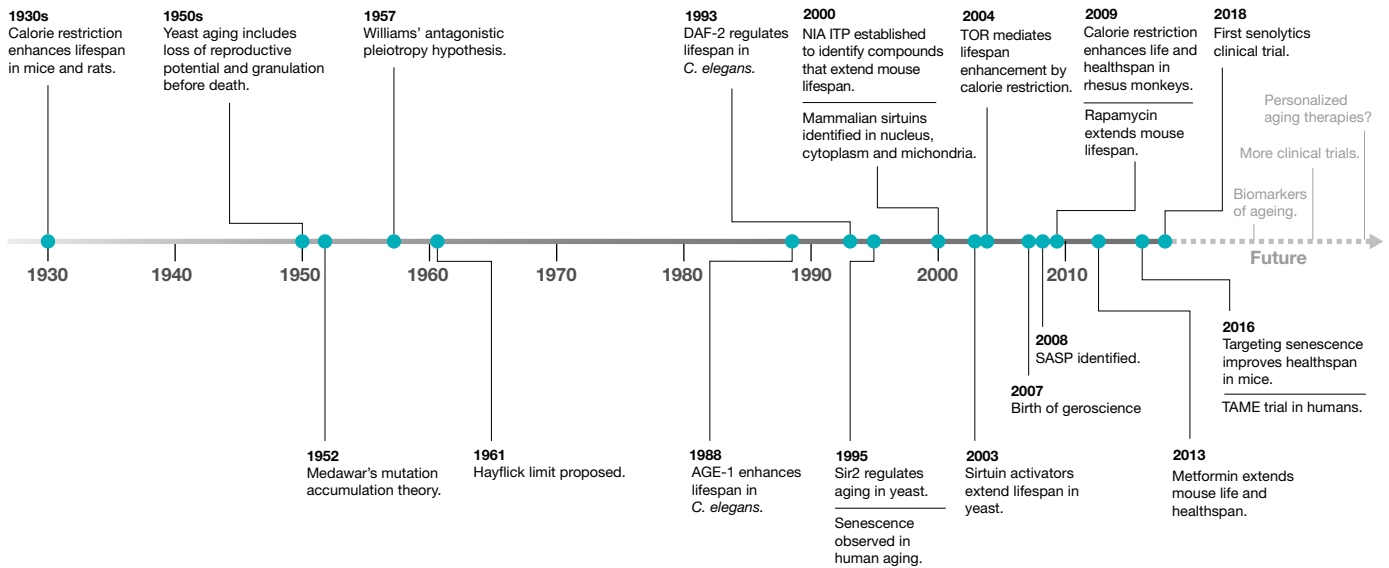 1930s
Calorie restriction
enhances lifespan
in mice and rats.
1950s
Yeast aging includes
loss of reproductive
potential and granulation
before death.
1957
Williams’ antagonistic
pleiotropy hypothesis.
1993
DAF-2 regulates
lifespan in
C. elegans.
2000
NIA ITP established
to identify compounds
that extend mouse
lifespan.
Mammalian sirtuins
identified in nucleus,
cytoplasm and michondria.
2004
TOR mediates
lifespan
enhancement by
calorie restriction.
2009
Calorie restriction
enhances life and
healthspan in
rhesus monkeys.
Rapamycin
extends mouse
lifespan.
2018
First senolytics
clinical trial.
Personalized
aging therapies?
More clinical trials.
Biomarkers
of ageing.
1930
1940
1950
1960
1970
1980
1990
2000
2010
Future
1952
Medawar’s mutation
accumulation theory.
1961
Hayflick limit proposed.
1988
AGE-1 enhances
lifespan in
C. elegans.
1995
Sir2 regulates
aging in yeast.
Senescence
observed in
human aging.
2003
Sirtuin activators
extend lifespan in
yeast.
2007
Birth of geroscience
2008
SASP identified.
2013
Metformin extends
mouse life and
healthspan.
2016
Targeting senescence
improves healthspan
in mice.
TAME trial in humans.